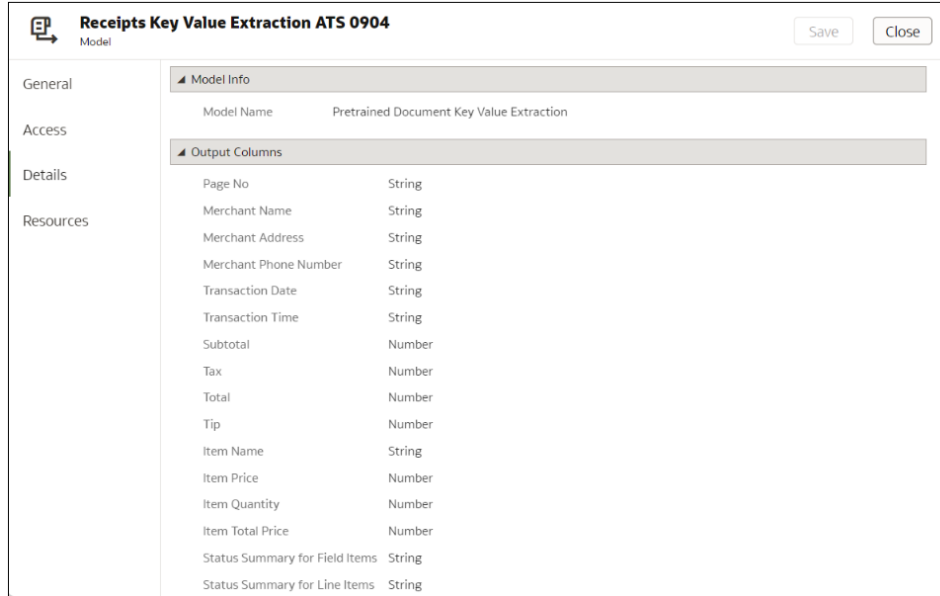 Receipts Key Value Extraction ATS 0904
Model
Save
Close
General
Access
Details
Resources
Model Info
Model Name Pretrained Document Key Value Extraction
Output Columns
Page No String
Merchant Name String
Merchant Address String
Merchant Phone Number String
Transaction Date String
Transaction Time String
Subtotal Number
Tax Number
Total Number
Tip Number
Item Name String
Item Price Number
Item Quantity Number
Item Total Price Number
Status Summary for Field Items String
Status Summary for Line Items String